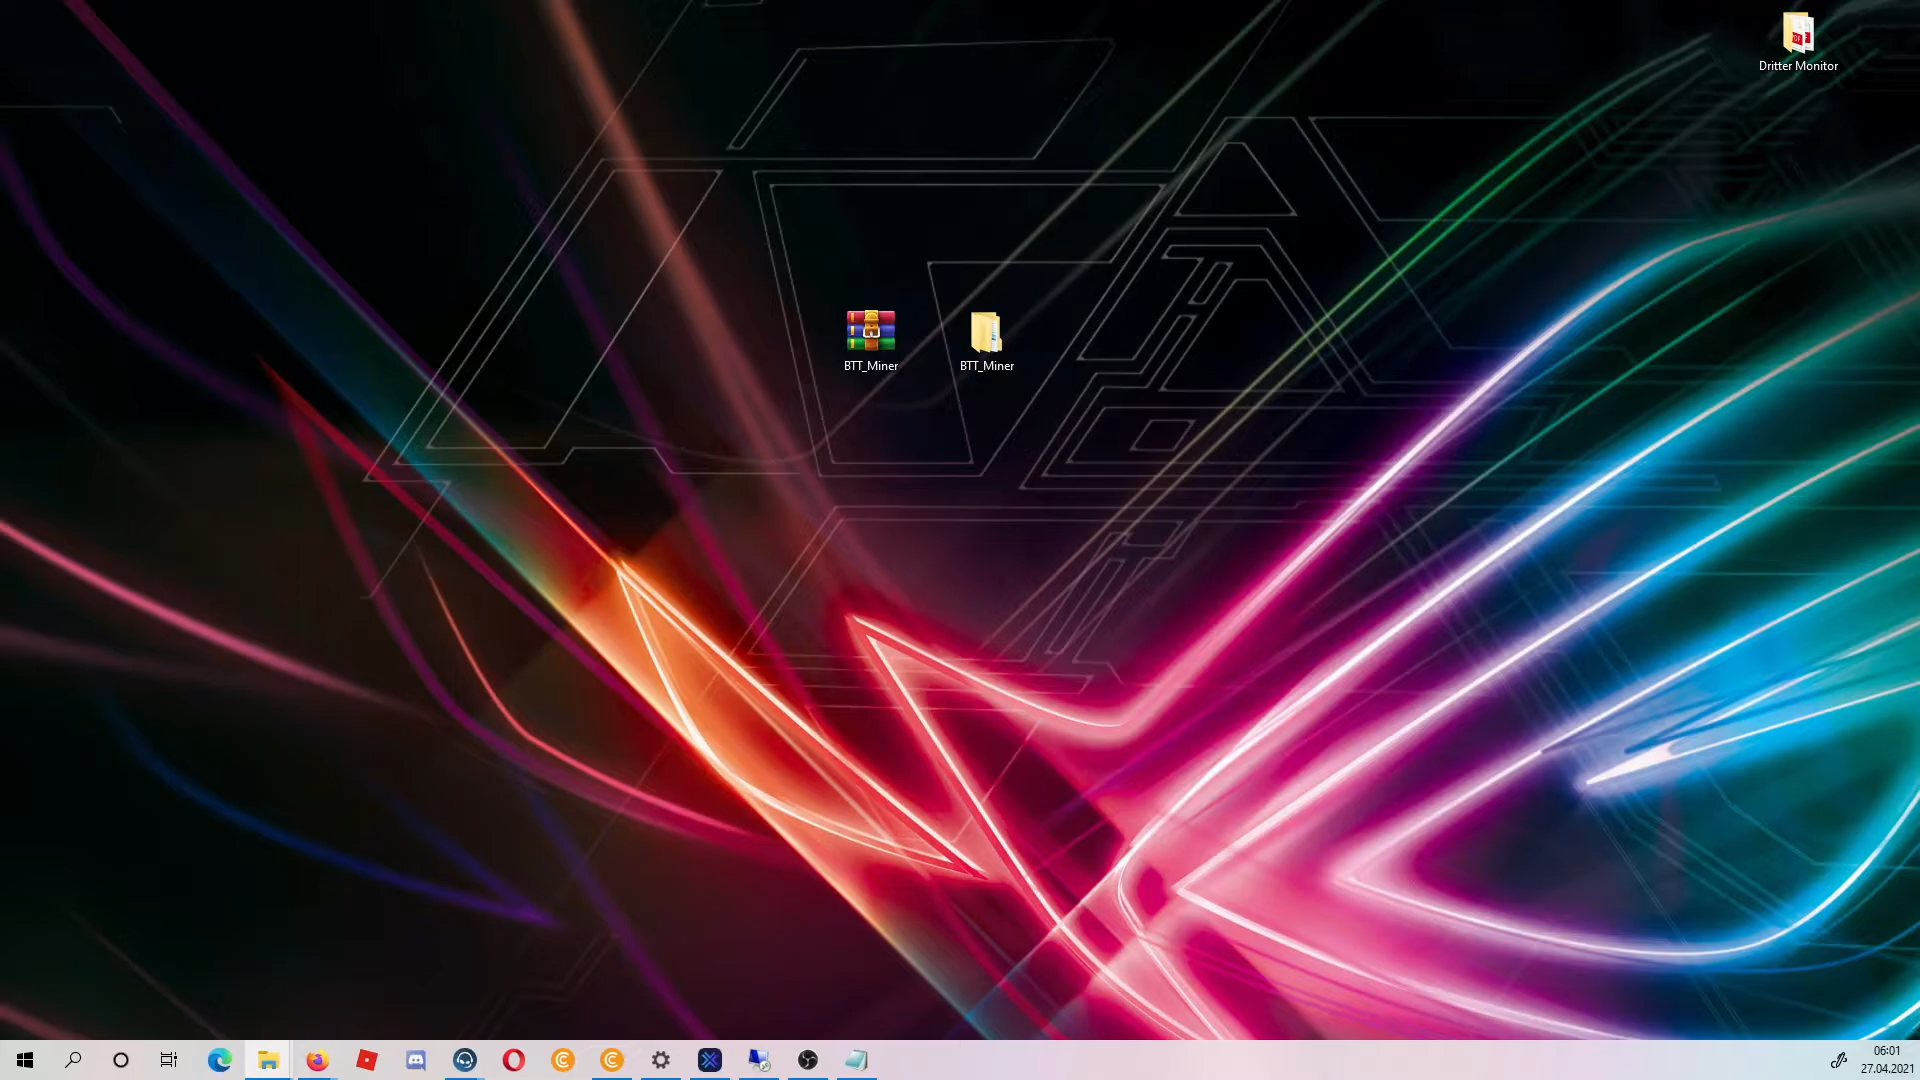 Dritter Monitor
BTT_Miner
BTT_Miner
06:01
27.04.2021